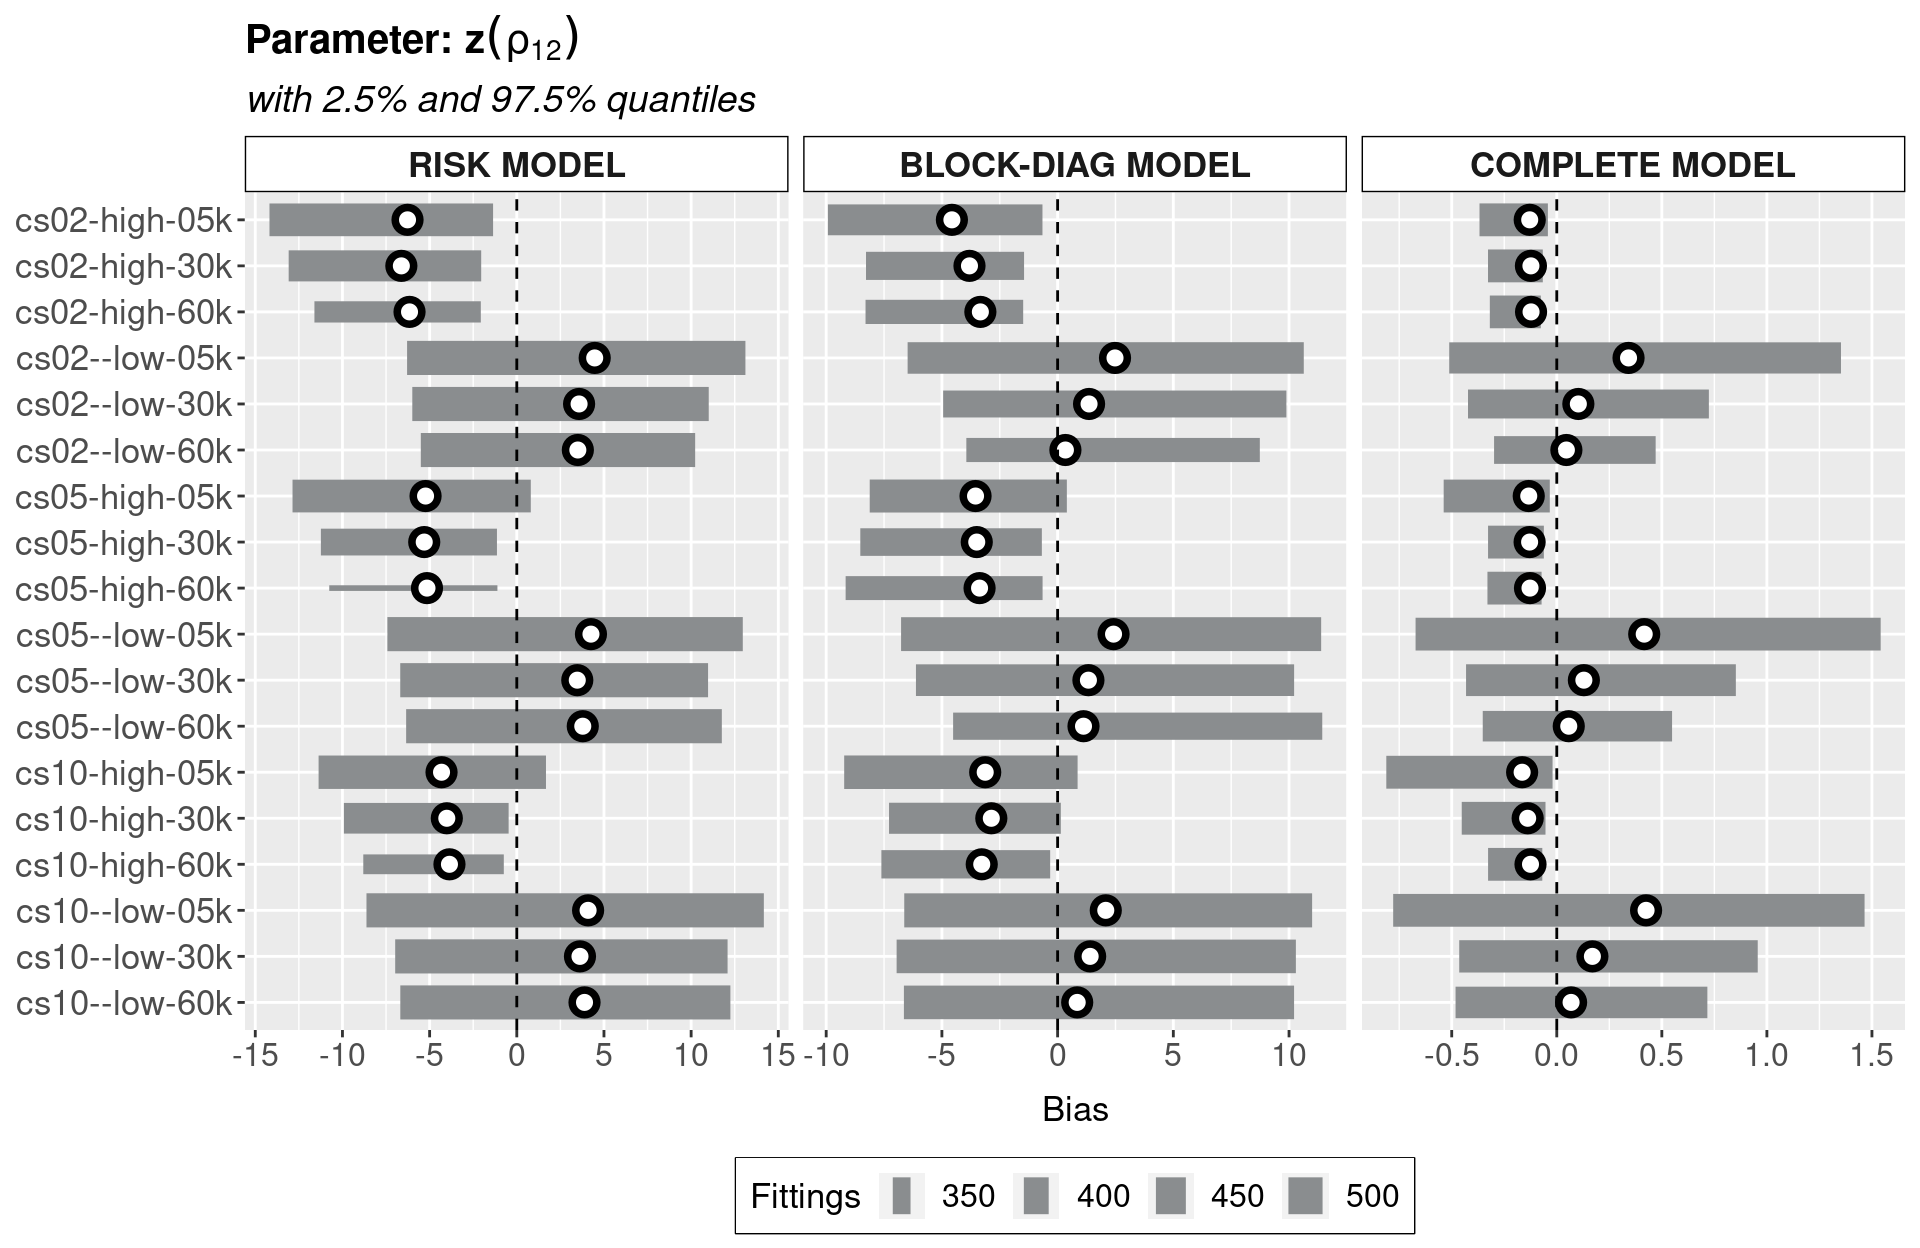 Parameter: z(ρ12)
with 2.5% and 97.5% quantiles
RISK MODEL BLOCK-DIAG MODEL COMPLETE MODEL
cs02-high-05k
cs02-high-30k
cs02-high-60k
cs02--low-05k
cs02--low-30k
cs02--low-60k
cs05-high-05k
cs05-high-30k
cs05-high-60k
cs05--low-05k
cs05--low-30k
cs05--low-60k
cs10-high-05k
cs10-high-30k
cs10-high-60k
cs10--low-05k
cs10--low-30k
cs10--low-60k
-15 -10 -5 0 5 10 15 -10 -5 0 5 10 -0.5 0.0 0.5 1.0 1.5
Bias
Fittings 350 400 450 500